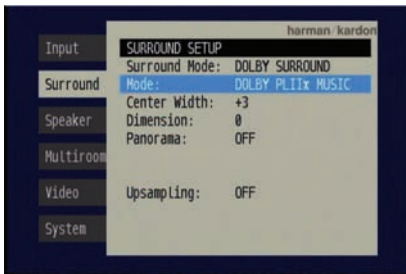 harman/kardon
Input
Surround
Speaker
Multiroom
Video
System
SURROUND SETUP
Surround Mode: DOLBY SURROUND
Mode: DOLBY PLIIx MUSIC
Center Width: +3
Dimension: 0
Panorama: OFF
Upsampling: OFF